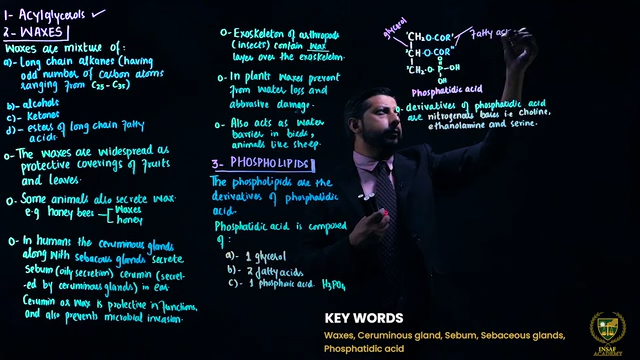 1- Acylglycerols ✓
2- WAXES
Waxes are mixture of:
a)- Long chain alkanes (having
odd number of carbon atoms
ranging from C25-C35)
b)- alcohols
c)- Ketones
d)- esters of long chain fatty
acids.
o- The waxes are widespread as
protective coverings of fruits
and leaves.
o- Some animals also secrete wax.
e.g honey bees - Waxes
honey
o- In humans the ceruminous glands
along with sebaceous glands secrete
Sebum (oily secretion) cerumin (secret-
ed by ceruminous glands) in ear.
Cerumin or wax is protective in functions,
and also prevents microbial invasion.
o- Exoskeleton of arthropods
(insects) contain wax
layer over the exoskeleton.
o- In plants waxes prevent
from water loss and
abbrasive damage.
o- Also acts as water
barrier in birds,
animals like sheep.
3- PHOSPHOLIPIDS
The phospholipids are the
derivatives of phosphatidic
acid.
Phosphatidic acid is composed
of:
a)- 1 glycerol
b)- 2 fatty acids
c)- 1 phosphoric acid. H3PO4
glycerol
CH2O-COR'
Fatty aci
CH-O-COR"
CH2-O-P-OH
OH
Phosphatidic acid
o- derivatives of phosphatidic acid
are nitrogenous bases i.e choline,
ethanolamine and serine.
KEY WORDS
Waxes, Ceruminous gland, Sebum, Sebaceous glands,
Phosphatidic acid
INSAF
ACADEMY